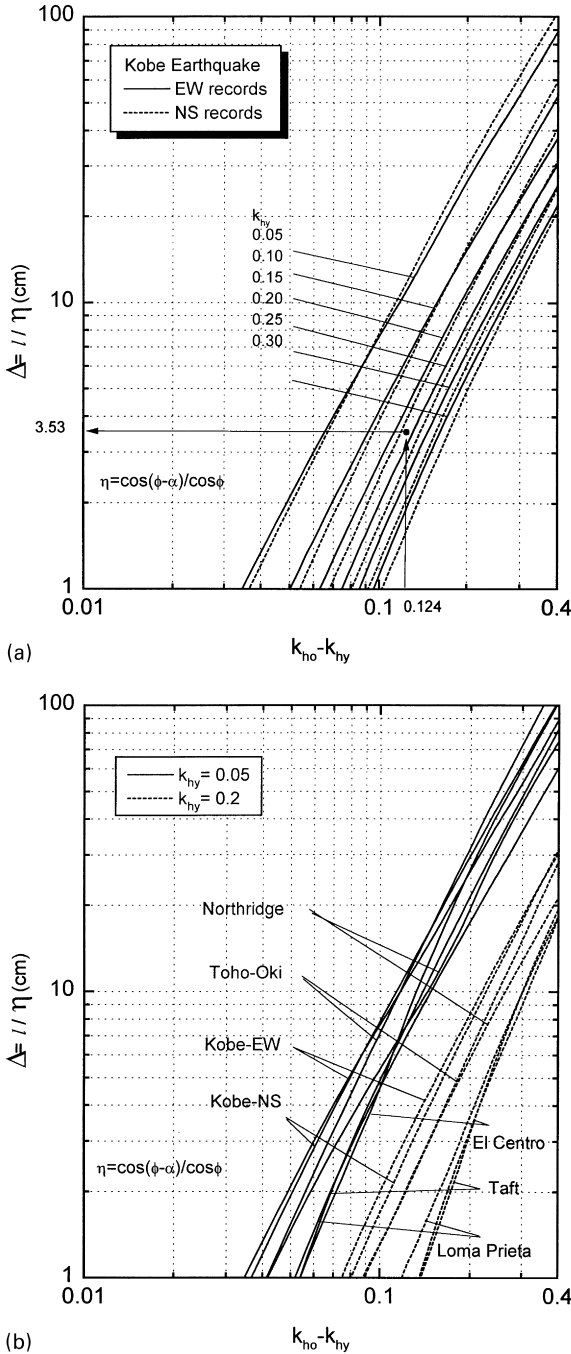 100
Kobe Earthquake
EW records
NS records
k_hy
0.05
0.10
0.15
0.20
0.25
0.30
10
3.53
Δ= l / η (cm)
η=cos(ϕ-α)/cosϕ
1
0.01
0.1
0.124
0.4
(a)
k_ho-k_hy
100
k_hy= 0.05
k_hy= 0.2
Northridge
Toho-Oki
10
Kobe-EW
Kobe-NS
Δ= l / η (cm)
El Centro
η=cos(ϕ-α)/cosϕ
Taft
Loma Prieta
1
0.01
0.1
0.4
(b)
k_ho-k_hy